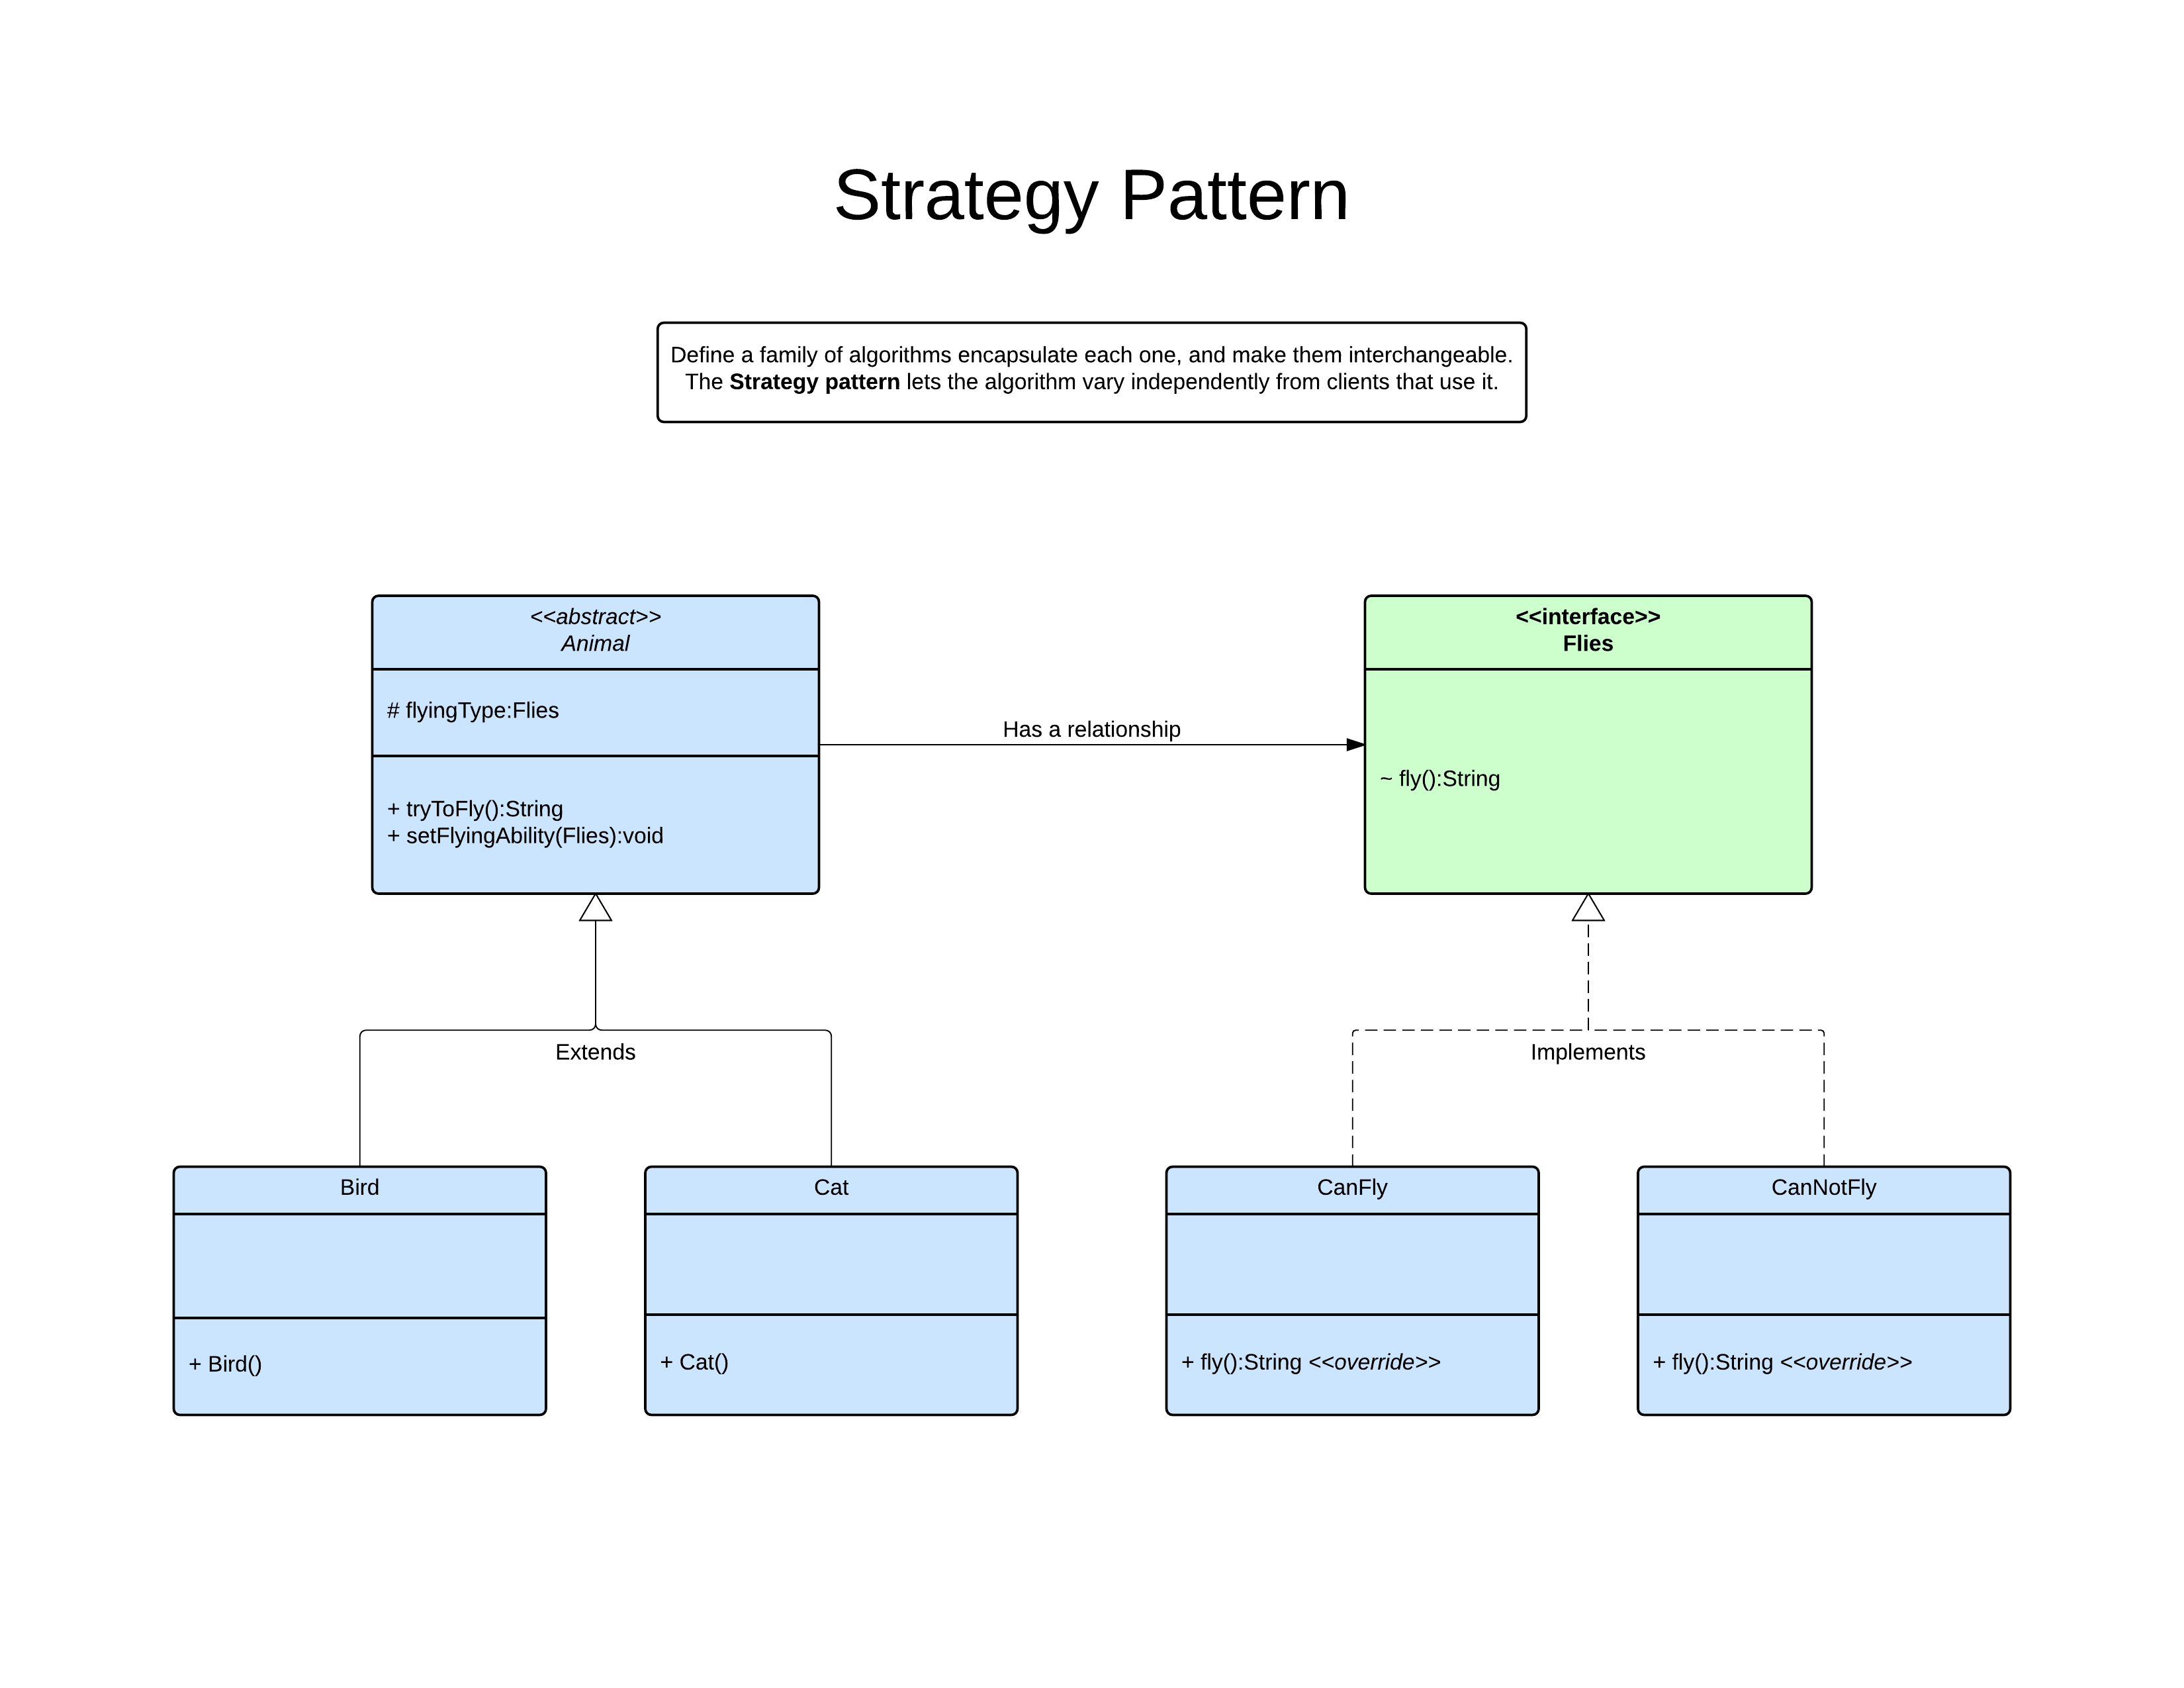 Strategy Pattern
Define a family of algorithms encapsulate each one, and make them interchangeable.
The Strategy pattern lets the algorithm vary independently from clients that use it.
<<abstract>>
Animal
# flyingType:Flies
+ tryToFly():String
+ setFlyingAbility(Flies):void
Has a relationship
<<interface>>
Flies
~ fly():String
Extends
Implements
Bird
+ Bird()
Cat
+ Cat()
CanFly
+ fly():String <<override>>
CanNotFly
+ fly():String <<override>>